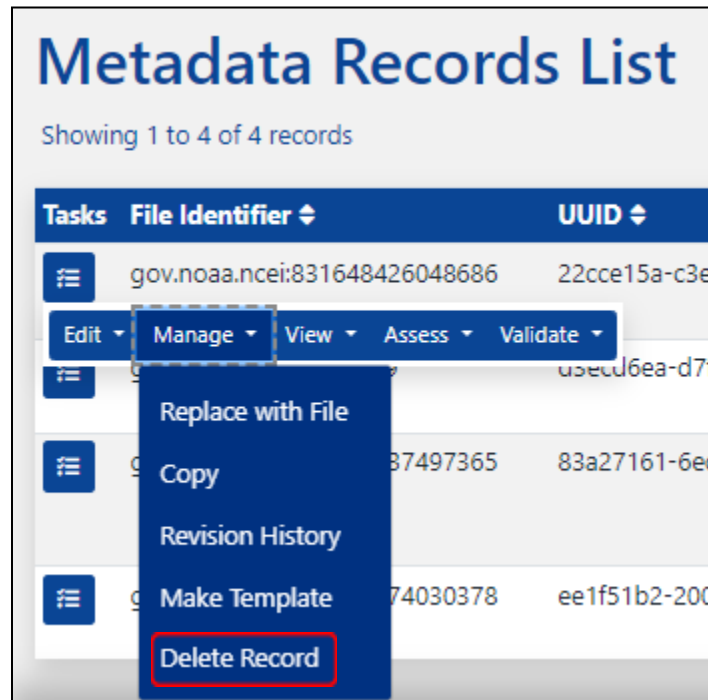 Metadata Records List
Showing 1 to 4 of 4 records
Tasks File Identifier UUID
gov.noaa.ncei:831648426048686 22cce15a-c3e
Edit Manage View Assess Validate
d3ecd6ea-d7
Replace with File
37497365 83a27161-6e
Copy
Revision History
Make Template
74030378 ee1f51b2-200
Delete Record